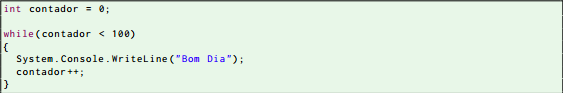 int contador = 0;

while(contador < 100)
{
  System.Console.WriteLine("Bom Dia");
  contador++;
}